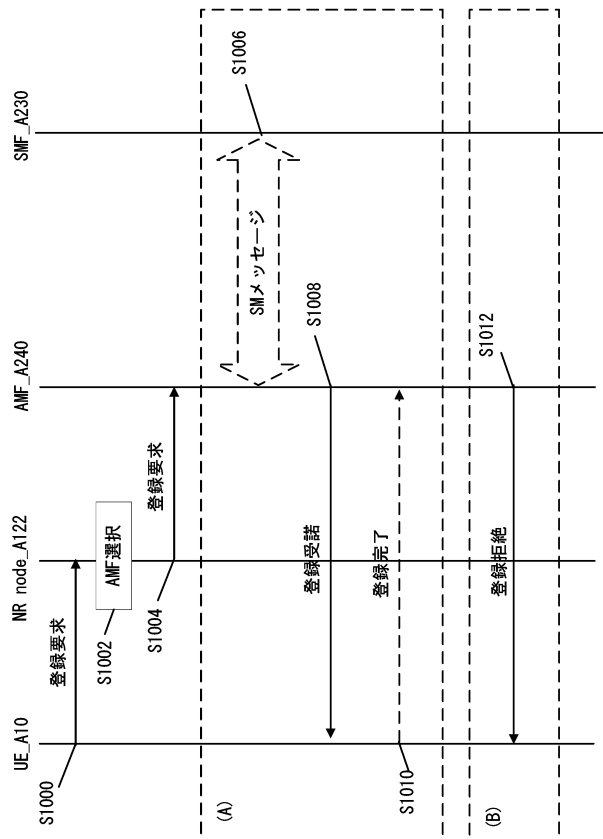 UE_A10
NR node_A122
AMF_A240
SMF_A230
S1000
登録要求
S1002
AMF選択
S1004
登録要求
(A)
SMメッセージ
S1006
登録受諾
S1008
登録完了
S1010
(B)
登録拒絶
S1012